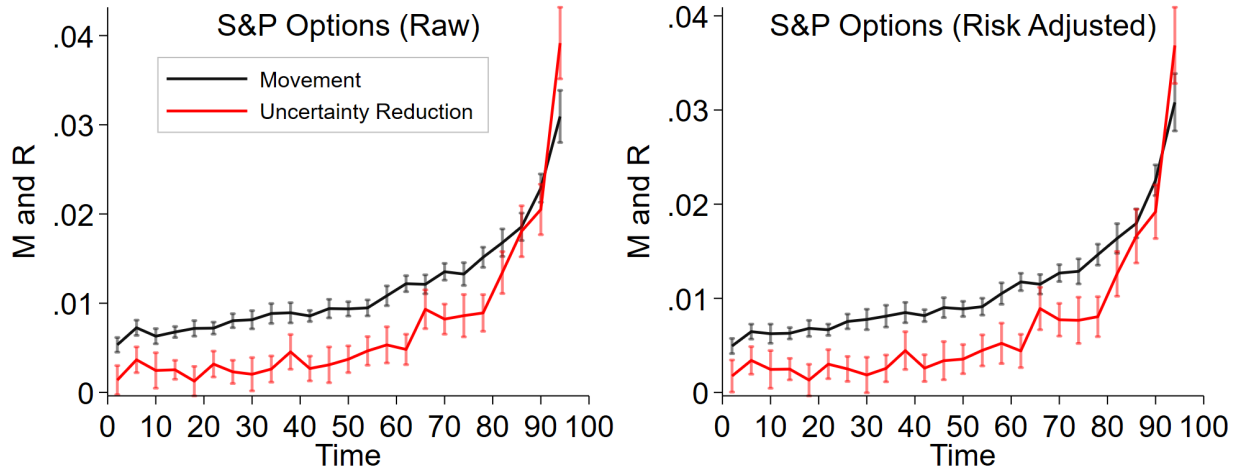 S&P Options (Raw)
Movement
Uncertainty Reduction
M and R
.04
.03
.02
.01
0
0 10 20 30 40 50 60 70 80 90 100
Time
S&P Options (Risk Adjusted)
M and R
.04
.03
.02
.01
0
0 10 20 30 40 50 60 70 80 90 100
Time